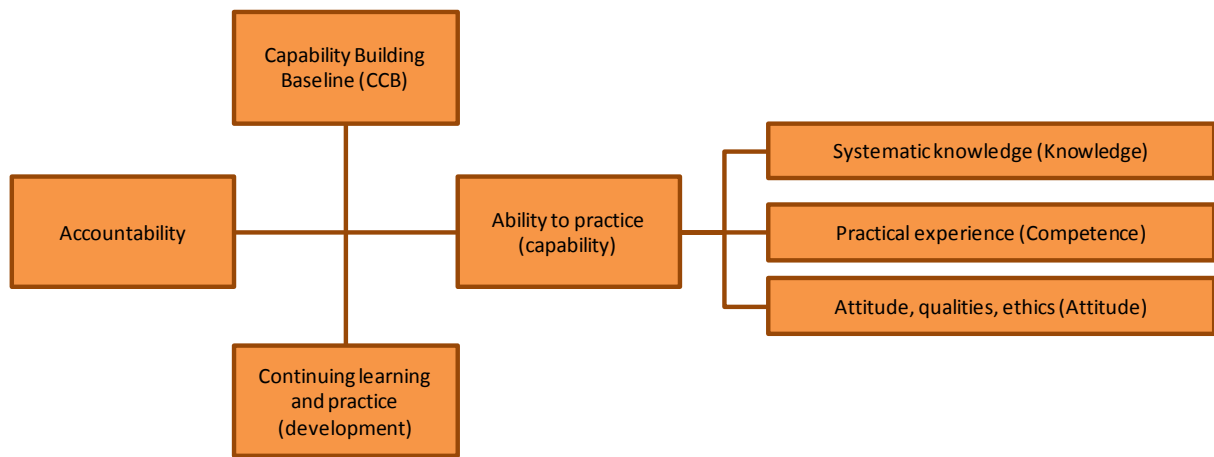 Capability Building
Baseline (CCB)
Accountability
Ability to practice
(capability)
Continuing learning
and practice
(development)
Systematic knowledge (Knowledge)
Practical experience (Competence)
Attitude, qualities, ethics (Attitude)